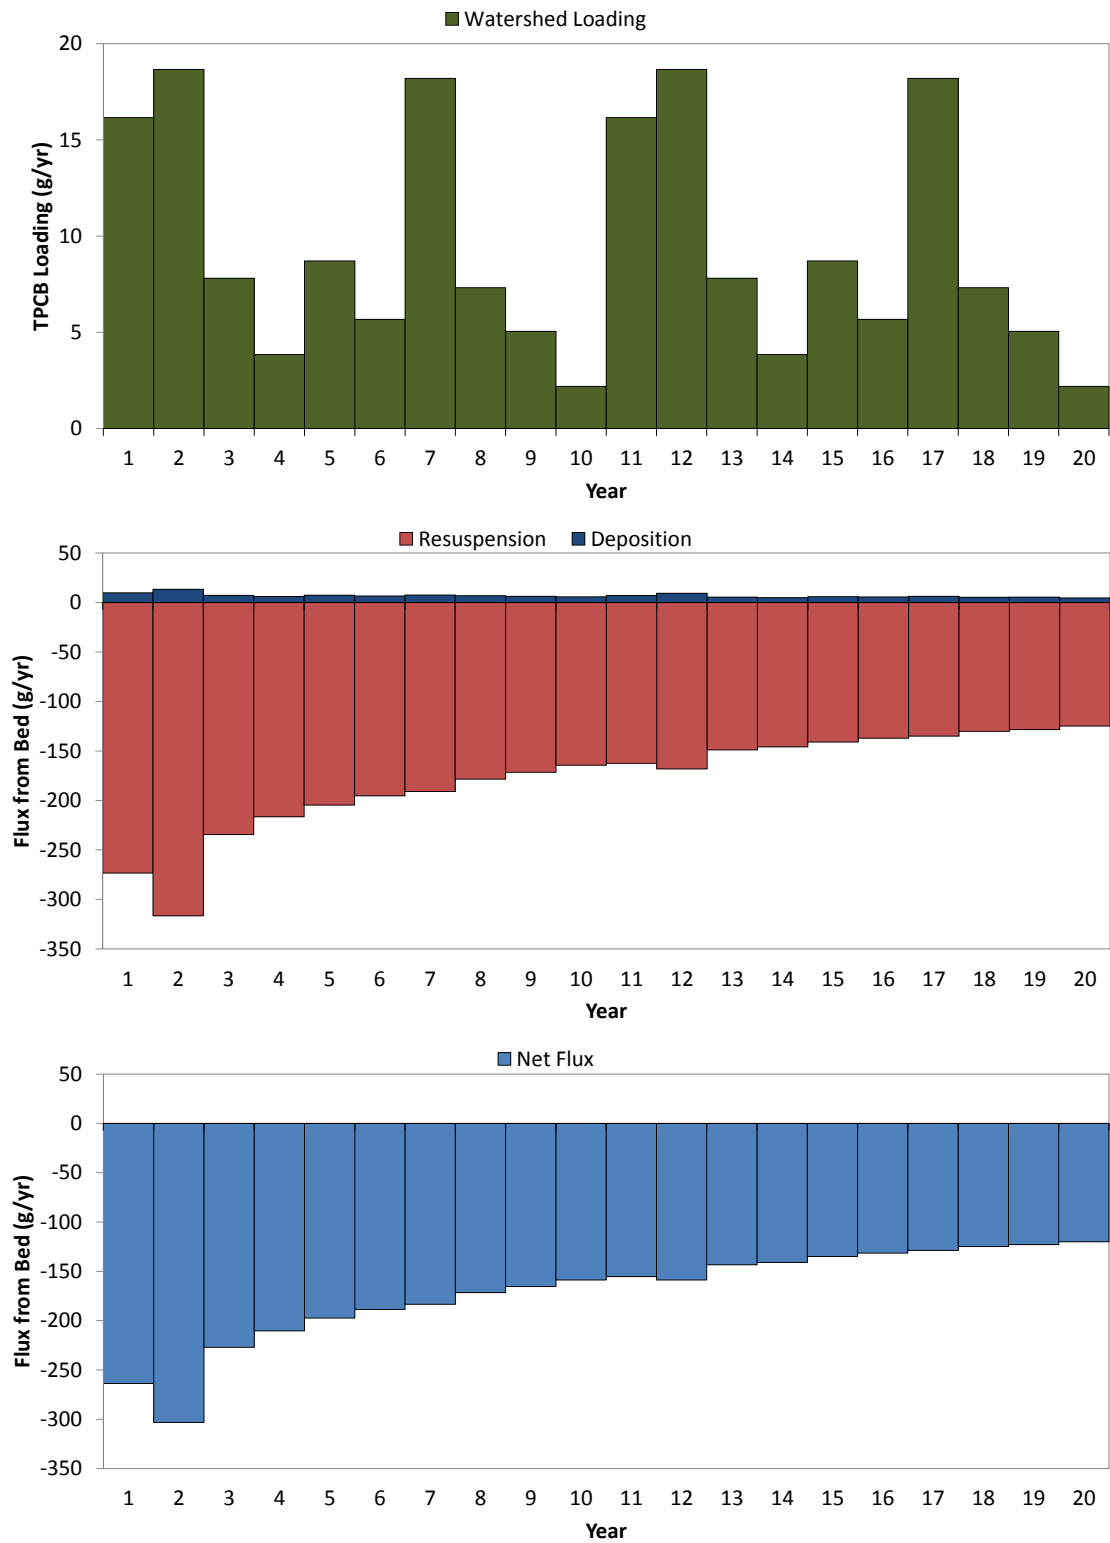 Watershed Loading
20
15
10
5
0
TPCB Loading (g/yr)
1 2 3 4 5 6 7 8 9 10 11 12 13 14 15 16 17 18 19 20
Year
Resuspension Deposition
50
0
-50
-100
-150
-200
-250
-300
-350
Flux from Bed (g/yr)
1 2 3 4 5 6 7 8 9 10 11 12 13 14 15 16 17 18 19 20
Year
Net Flux
50
0
-50
-100
-150
-200
-250
-300
-350
Flux from Bed (g/yr)
1 2 3 4 5 6 7 8 9 10 11 12 13 14 15 16 17 18 19 20
Year